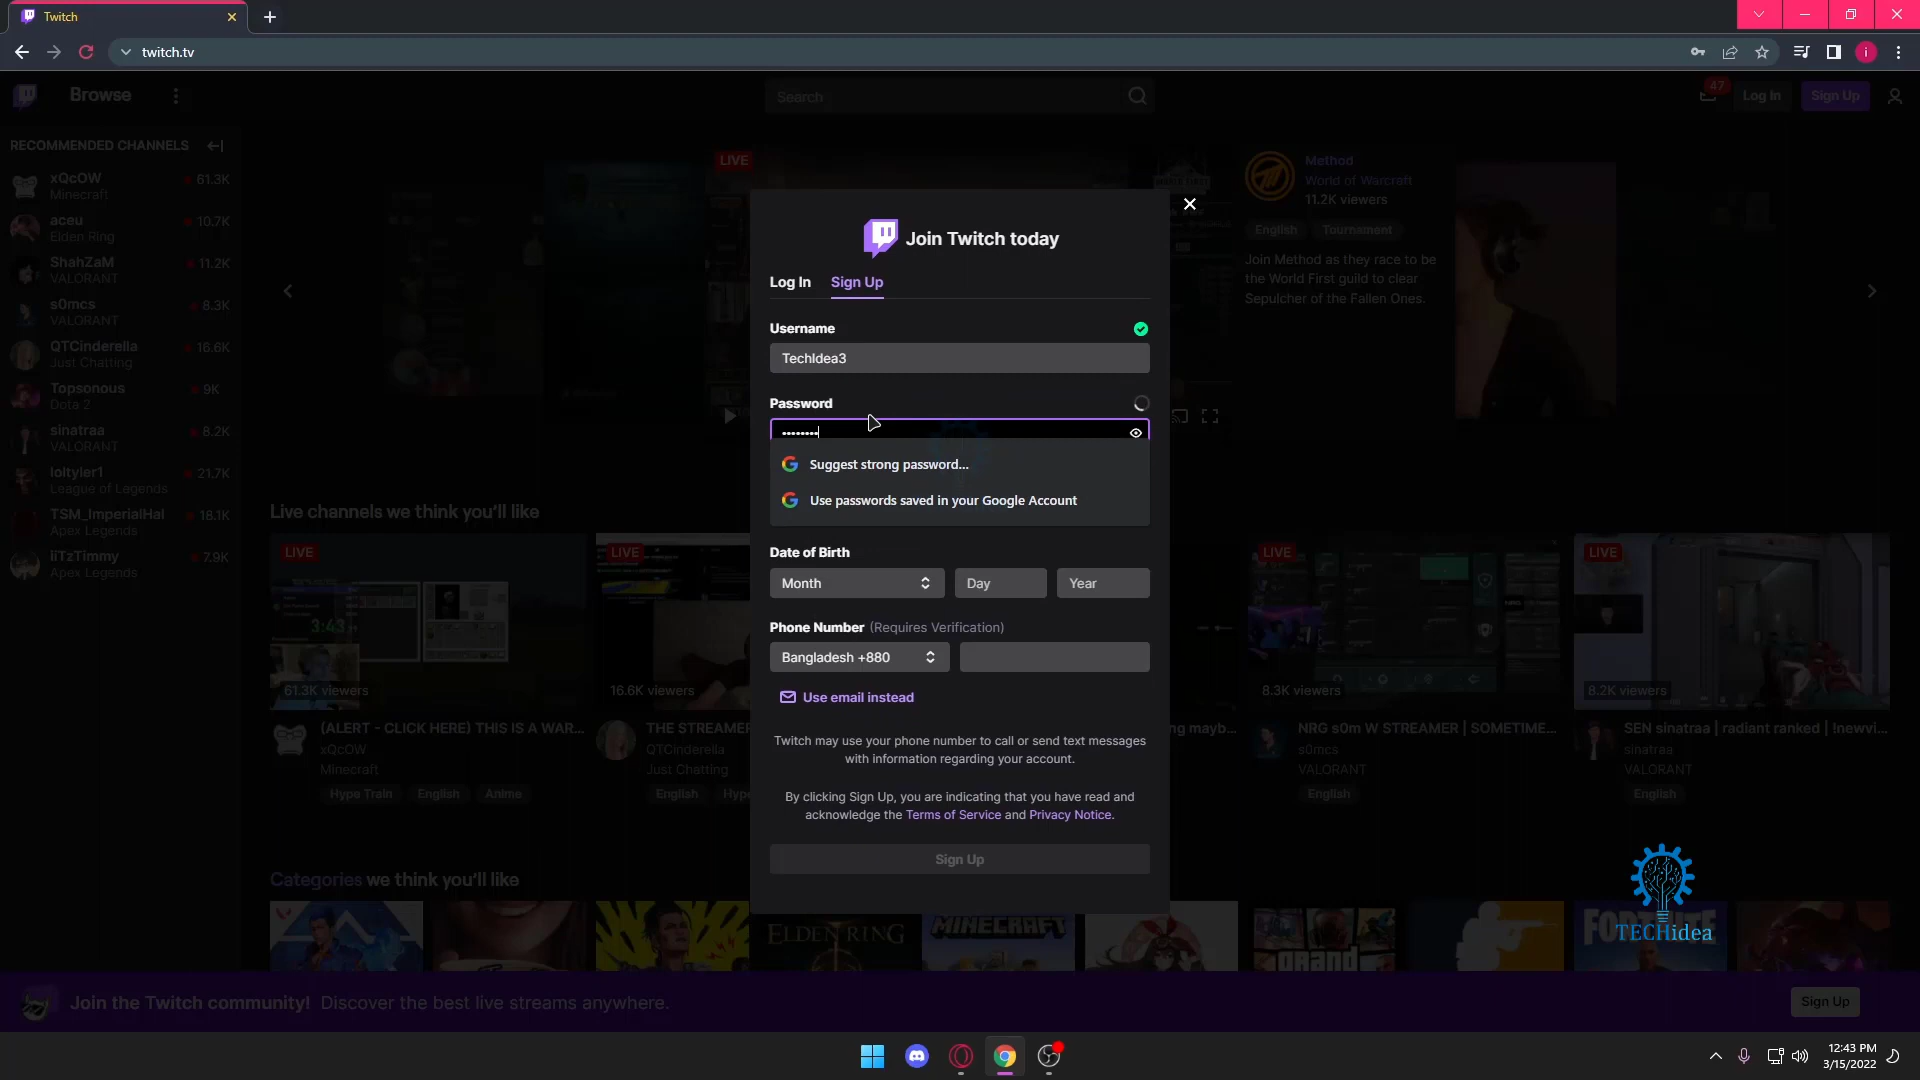 Twitch
twitch.tv
Browse
Search
47
Log In
Sign Up
RECOMMENDED CHANNELS
xQcOW
Minecraft
61.3K
aceu
Elden Ring
10.7K
ShahZaM
VALORANT
11.2K
s0mcs
VALORANT
8.3K
QTCinderella
Just Chatting
16.6K
Topsonous
Dota 2
9K
sinatraa
VALORANT
8.2K
loltyler1
League of Legends
21.7K
TSM_ImperialHal
Apex Legends
18.1K
iiTzTimmy
Apex Legends
7.9K
LIVE
Method
World of Warcraft
11.2K viewers
English
Tournament
Join Method as they race to be
the World First guild to clear
Sepulcher of the Fallen Ones.
Join Twitch today
Log In
Sign Up
Username
TechIdea3
Password
••••••••
Suggest strong password...
Use passwords saved in your Google Account
Date of Birth
Month
Day
Year
Phone Number (Requires Verification)
Bangladesh +880
Use email instead
Twitch may use your phone number to call or send text messages
with information regarding your account.
By clicking Sign Up, you are indicating that you have read and
acknowledge the Terms of Service and Privacy Notice.
Sign Up
Live channels we think you'll like
LIVE
3:43
61.3K viewers
(ALERT - CLICK HERE) THIS IS A WAR...
xQcOW
Minecraft
Hype Train
English
Anime
LIVE
16.6K viewers
THE STREAMER
QTCinderella
Just Chatting
English
Hype
ng mayb...
LIVE
8.3K viewers
NRG s0m W STREAMER | SOMETIME...
s0mcs
VALORANT
English
LIVE
8.2K viewers
SEN sinatraa | radiant ranked | !newvi...
sinatraa
VALORANT
English
Categories we think you'll like
ELDEN RING
MINECRAFT
GRAND
FORTNITE
TECHidea
Join the Twitch community! Discover the best live streams anywhere.
Sign Up
12:43 PM
3/15/2022